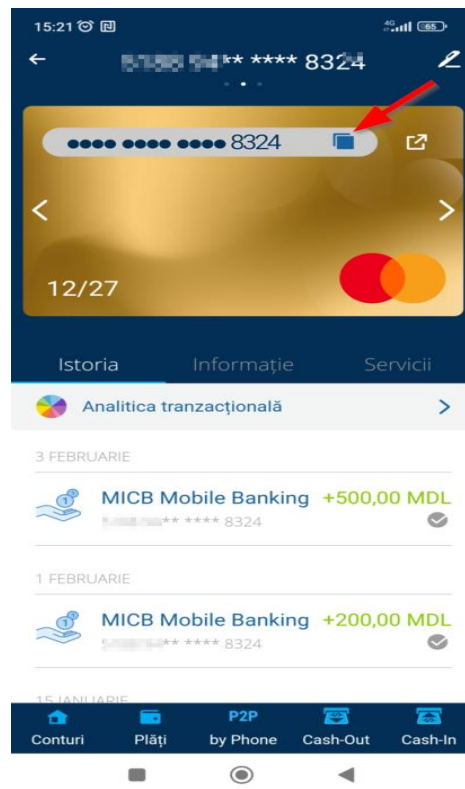 15:21
4G
65
** **** 8324
•••• •••• •••• 8324
12/27
Istoria Informație Servicii
Analitica tranzacțională
3 FEBRUARIE
MICB Mobile Banking +500,00 MDL
** **** 8324
1 FEBRUARIE
MICB Mobile Banking +200,00 MDL
** **** 8324
15 IANUARIE
P2P
Conturi Plăți by Phone Cash-Out Cash-In